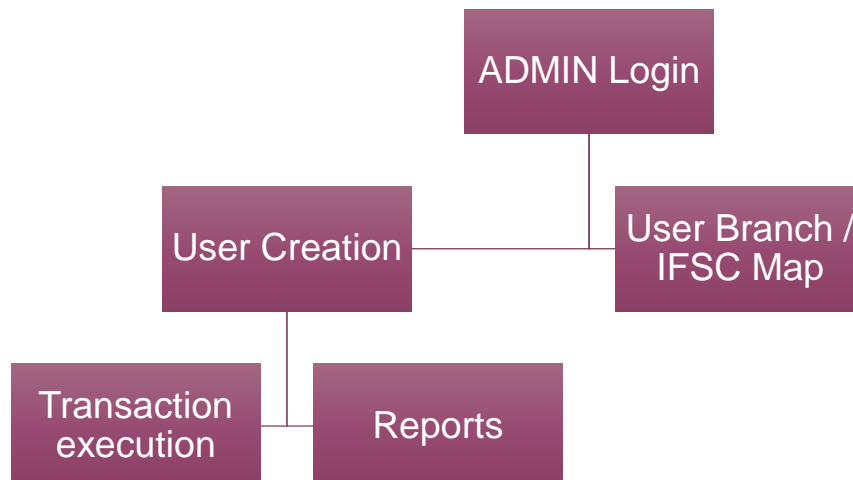 ADMIN Login
User Creation
User Branch /
IFSC Map
Transaction
execution
Reports